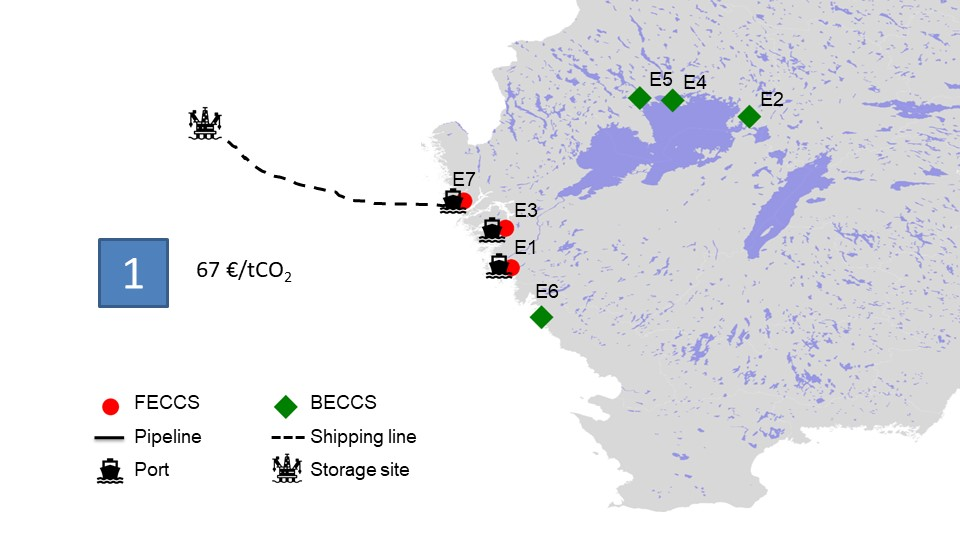 E5 E4
E2
E7
E3
E1
1 67 €/tCO₂
E6
FECCS BECCS
Pipeline Shipping line
Port Storage site